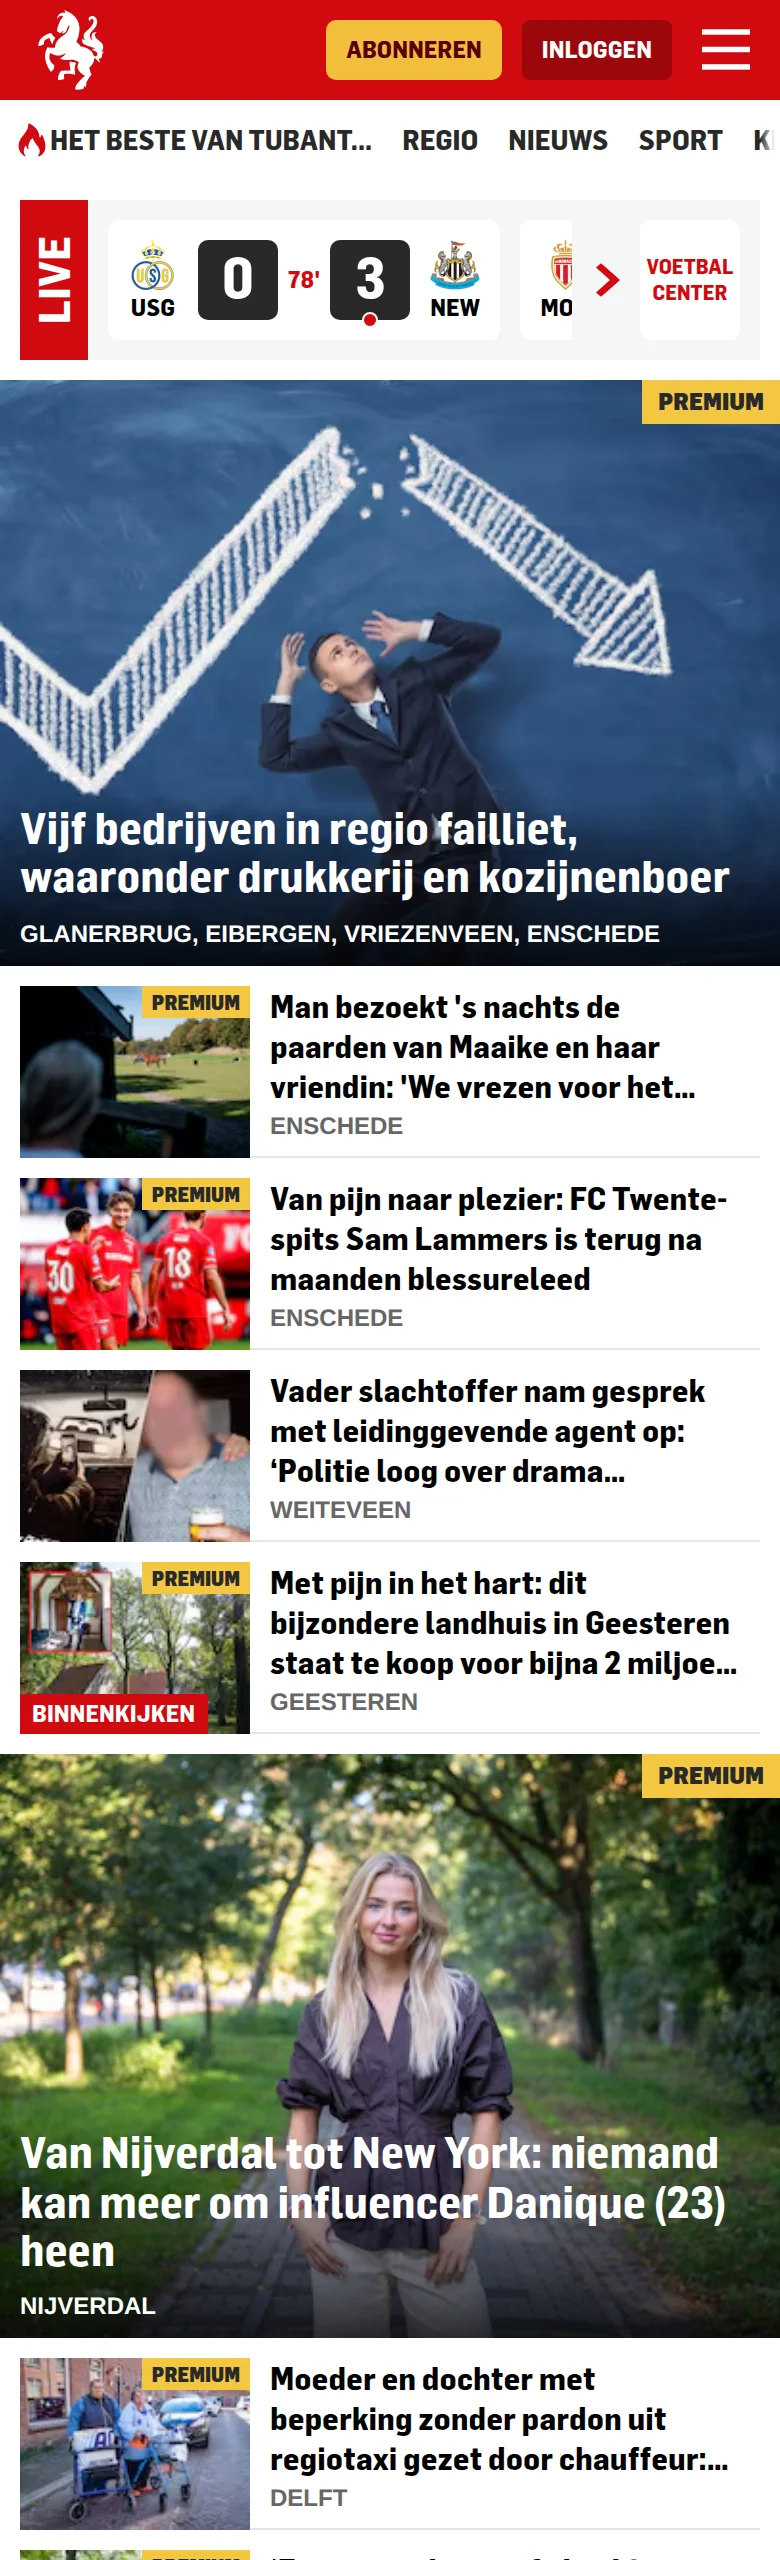 ABONNEREN
INLOGGEN
HET BESTE VAN TUBANT...
REGIO
NIEUWS
SPORT
LIVE
USG
0
78'
3
NEW
MO
VOETBAL
CENTER
PREMIUM
Vijf bedrijven in regio failliet,
waaronder drukkerij en kozijnenboer
GLANERBRUG, EIBERGEN, VRIEZENVEEN, ENSCHEDE
PREMIUM
Man bezoekt 's nachts de
paarden van Maaike en haar
vriendin: 'We vrezen voor het...
ENSCHEDE
PREMIUM
30
18
Van pijn naar plezier: FC Twente-
spits Sam Lammers is terug na
maanden blessureleed
ENSCHEDE
Vader slachtoffer nam gesprek
met leidinggevende agent op:
‘Politie loog over drama...
WEITEVEEN
PREMIUM
BINNENKIJKEN
Met pijn in het hart: dit
bijzondere landhuis in Geesteren
staat te koop voor bijna 2 miljoe...
GEESTEREN
PREMIUM
Van Nijverdal tot New York: niemand
kan meer om influencer Danique (23)
heen
NIJVERDAL
PREMIUM
Moeder en dochter met
beperking zonder pardon uit
regiotaxi gezet door chauffeur:...
DELFT